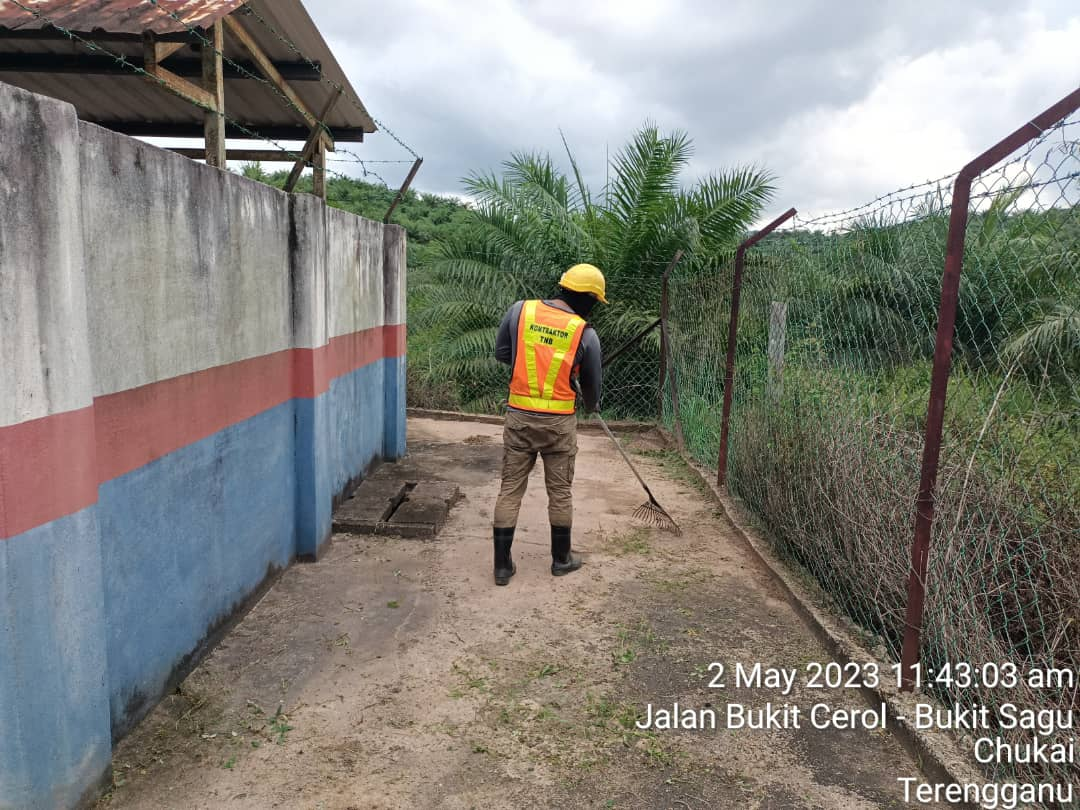 KONTRAKTOR
TNB
2 May 2023 11:43:03 am
Jalan Bukit Cerol - Bukit Sagu
Chukai
Terengganu